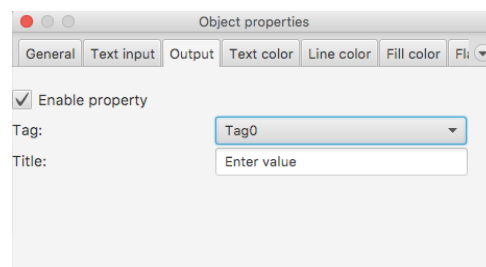 Object properties
General Text input Output Text color Line color Fill color
Enable property
Tag: Tag0
Title: Enter value